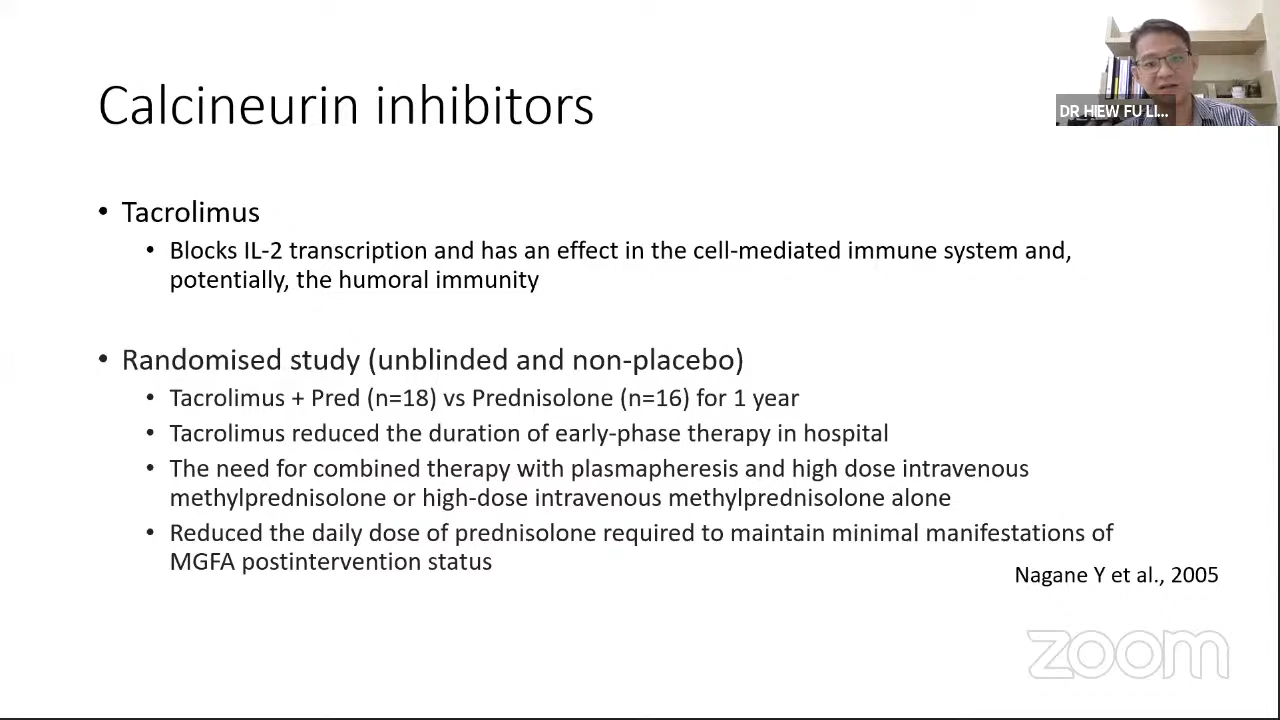 Calcineurin inhibitors
DR HIEW FU LI...
• Tacrolimus
• Blocks IL-2 transcription and has an effect in the cell-mediated immune system and,
potentially, the humoral immunity
• Randomised study (unblinded and non-placebo)
• Tacrolimus + Pred (n=18) vs Prednisolone (n=16) for 1 year
• Tacrolimus reduced the duration of early-phase therapy in hospital
• The need for combined therapy with plasmapheresis and high dose intravenous
methylprednisolone or high-dose intravenous methylprednisolone alone
• Reduced the daily dose of prednisolone required to maintain minimal manifestations of
MGFA postintervention status
Nagane Y et al., 2005
zoom